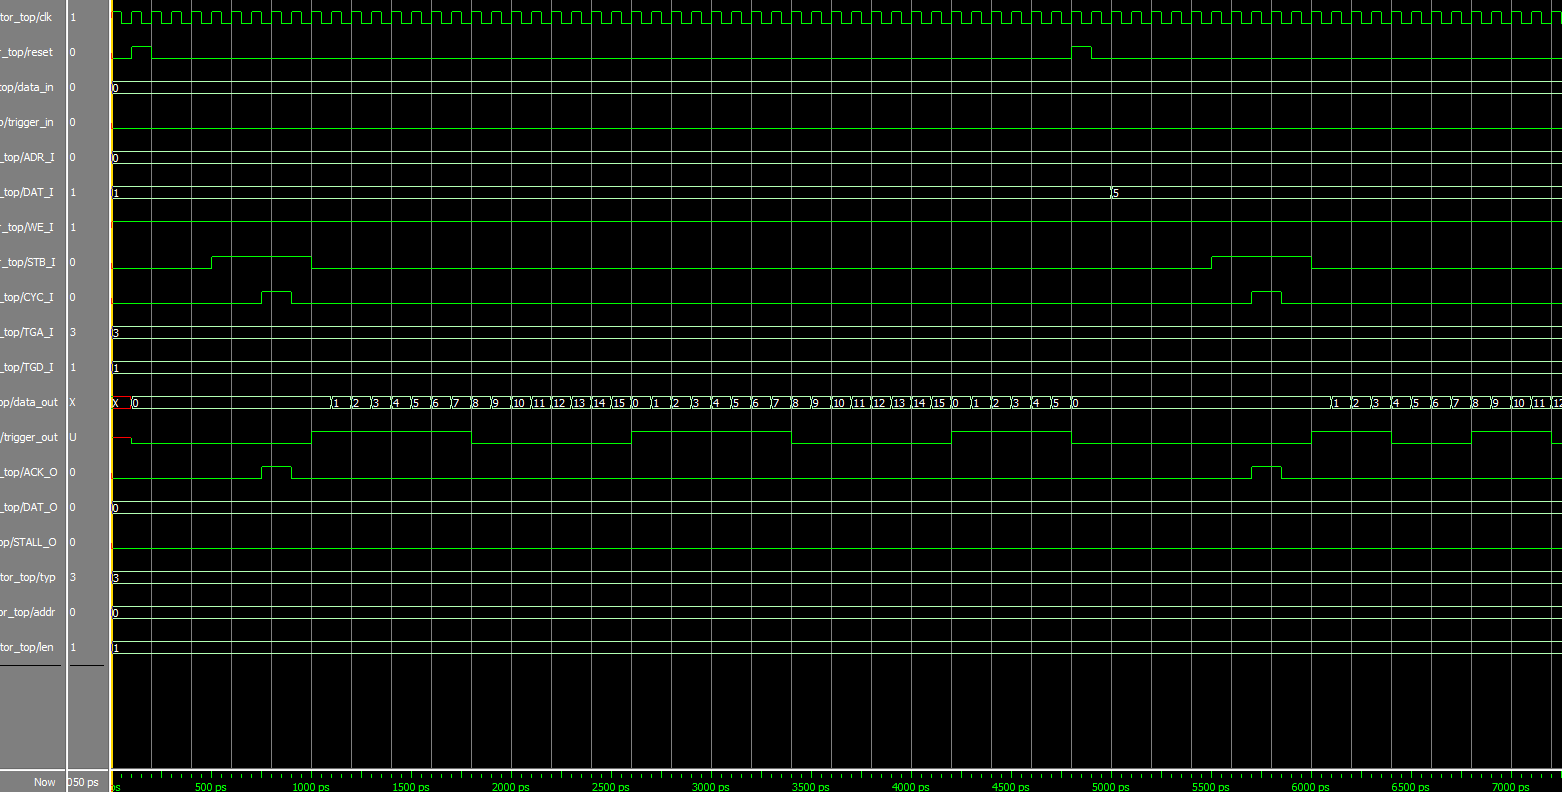 tor_top/clk 1
r_top/reset 0
top/data_in 0 0
p/trigger_in 0
_top/ADR_I 0 0
_top/DAT_I 1 1 5
r_top/WE_I 1
r_top/STB_I 0
_top/CYC_I 0
_top/TGA_I 3 3
_top/TGD_I 1 1
op/data_out X X 0 1 2 3 4 5 6 7 8 9 10 11 12 13 14 15 0 1 2 3 4 5 6 7 8 9 10 11 12 13 14 15 0 1 2 3 4 5 0 1 2 3 4 5 6 7 8 9 10 11 12
/trigger_out U
_top/ACK_O 0
_top/DAT_O 0 0
op/STALL_O 0
tor_top/typ 3 3
or_top/addr 0 0
tor_top/len 1 1
Now 050 ps
ps 500 ps 1000 ps 1500 ps 2000 ps 2500 ps 3000 ps 3500 ps 4000 ps 4500 ps 5000 ps 5500 ps 6000 ps 6500 ps 7000 ps